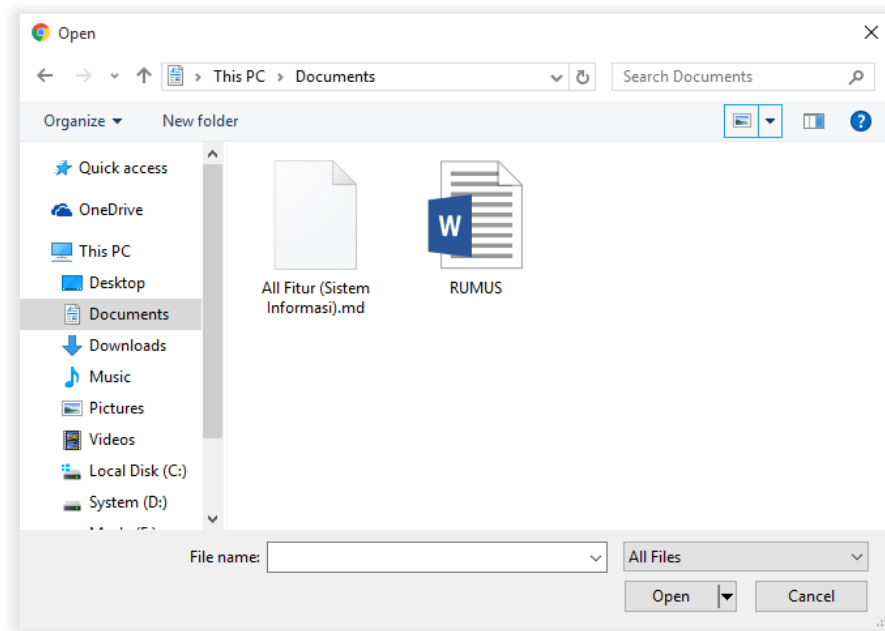 Open
This PC > Documents
Search Documents
Organize
New folder
Quick access
OneDrive
This PC
Desktop
Documents
Downloads
Music
Pictures
Videos
Local Disk (C:)
System (D:)
All Fitur (Sistem
Informasi).md
RUMUS
W
File name:
All Files
Open
Cancel